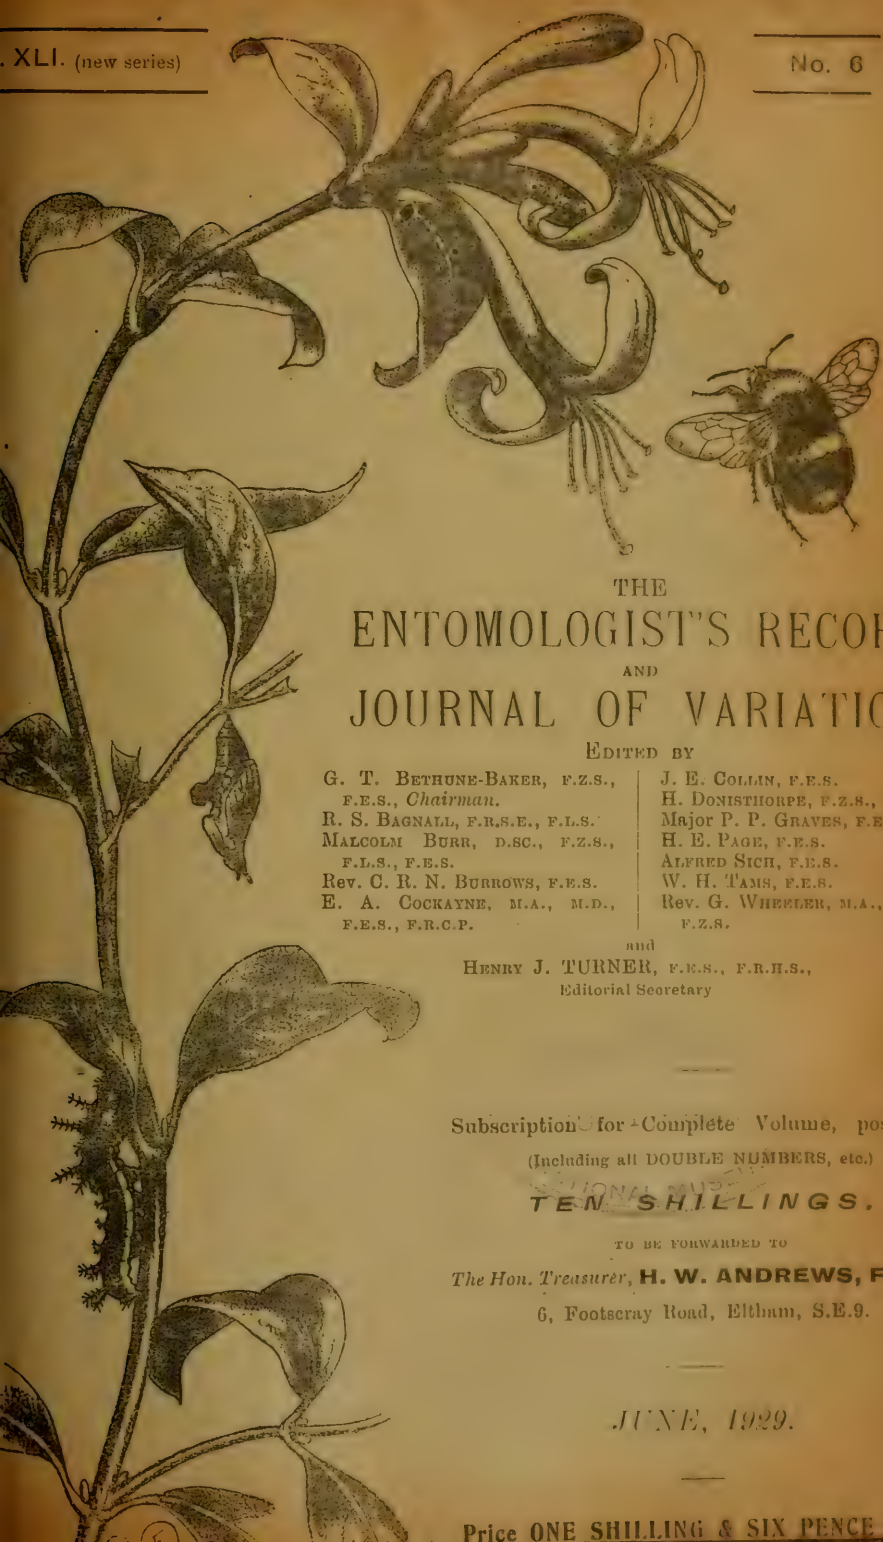 . XLI. (new series)
No. 6
THE
ENTOMOLOGIST'S RECOR
AND
JOURNAL OF VARIATIO
EDITED BY
G. T. BETHUNE-BAKER, F.Z.S.,
F.E.S., Chairman.
R. S. BAGNALL, F.R.S.E., F.L.S.
MALCOLM BURR, D.SC., F.Z.S.,
F.L.S., F.E.S.
Rev. C. R. N. BURROWS, F.E.S.
E. A. COCKAYNE, M.A., M.D.,
F.E.S., F.R.C.P.
J. E. COLLIN, F.E.S.
H. DONISTHORPE, F.Z.S.,
Major P. P. GRAVES, F.E
H. E. PAGE, F.E.S.
ALFRED SICH, F.E.S.
W. H. TAMS, F.E.S.
Rev. G. WHEELER, M.A.,
F.Z.S.
and
HENRY J. TURNER, F.E.S., F.R.H.S.,
Editorial Secretary
Subscription for Complete Volume, po
(Including all DOUBLE NUMBERS, etc.)
TEN SHILLINGS.
TO BE FORWARDED TO
The Hon. Treasurer, H. W. ANDREWS, F
6, Footscray Road, Eltham, S.E.9.
JUNE, 1929.
Price ONE SHILLING & SIX PENCE